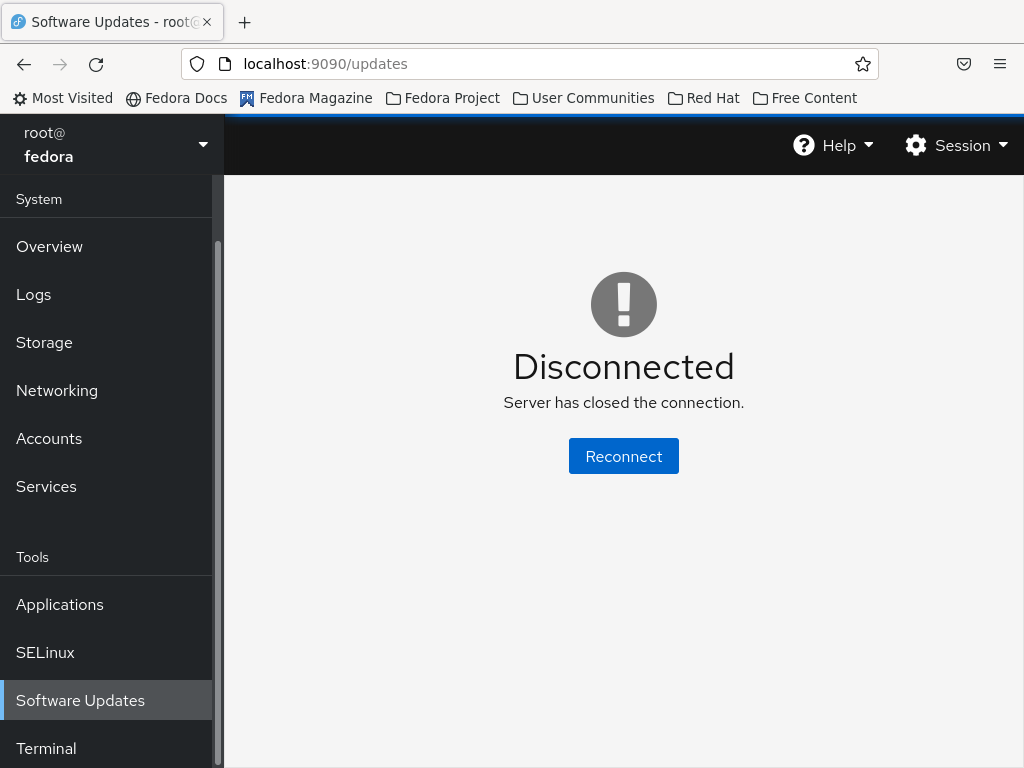 Software Updates - root@
localhost:9090/updates
Most Visited
Fedora Docs
FM
Fedora Magazine
Fedora Project
User Communities
Red Hat
Free Content
root@
fedora
Help
Session
System
Overview
Logs
Storage
Networking
Accounts
Services
Tools
Applications
SELinux
Software Updates
Terminal
Disconnected
Server has closed the connection.
Reconnect